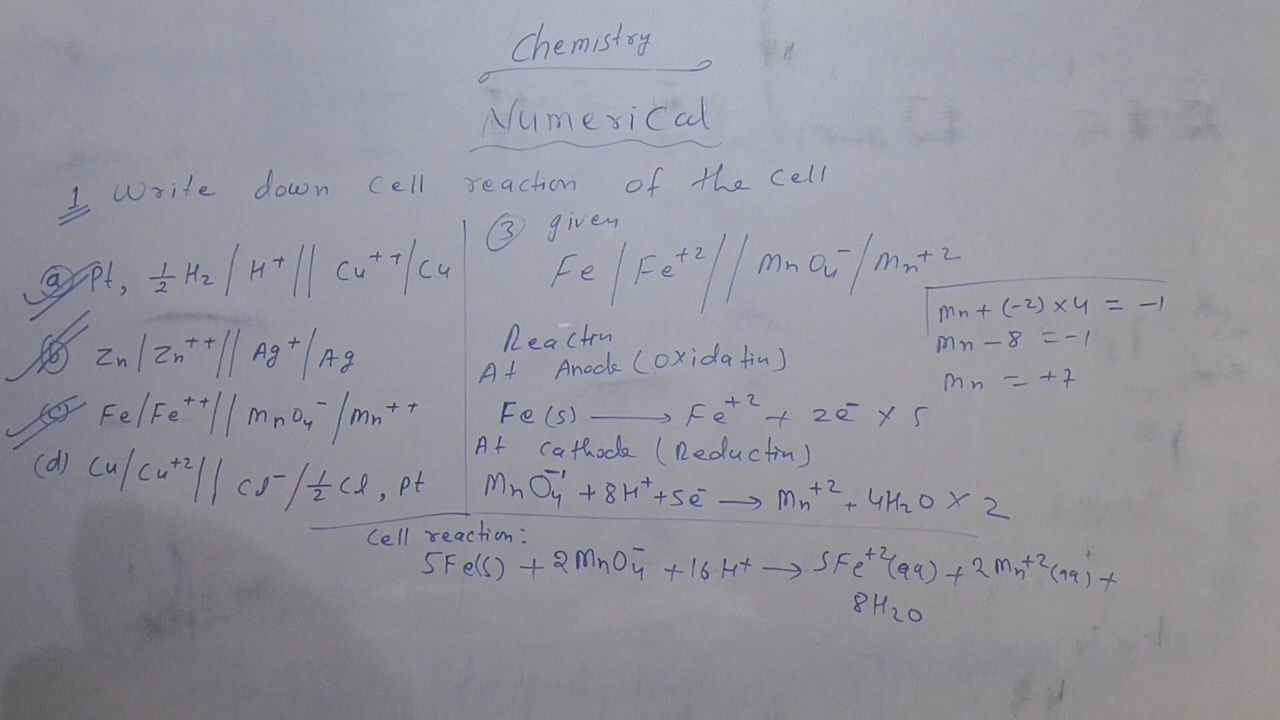 Chemistry
Numerical
1 Write down cell reaction of the cell
(a) Pt, 1/2 H2 / H+ || Cu++/Cu
(b) Zn/Zn++ || Ag+/Ag
(c) Fe/Fe++ || MnO4-/Mn++
(d) Cu/Cu+2 || Cl-/1/2 Cl, Pt
(3) given
Fe/Fe+2 || MnO4-/Mn+2
Mn + (-2) × 4 = -1
Mn - 8 = -1
Mn = +7
Reactin
At Anode (Oxidatin)
Fe(s) → Fe+2 + 2e- × 5
At cathode (Reductin)
MnO4-1 + 8H+ + 5e- → Mn+2 + 4H2O × 2
Cell reaction:
5Fe(s) + 2MnO4- + 16H+ → 5Fe+2(aq) + 2Mn+2(aq) +
8H2O